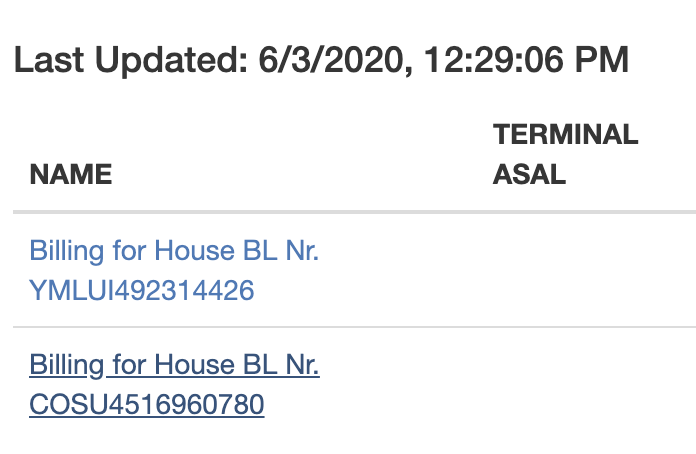 Last Updated: 6/3/2020, 12:29:06 PM
NAME
TERMINAL
ASAL
Billing for House BL Nr.
YMLUI492314426
Billing for House BL Nr.
COSU4516960780